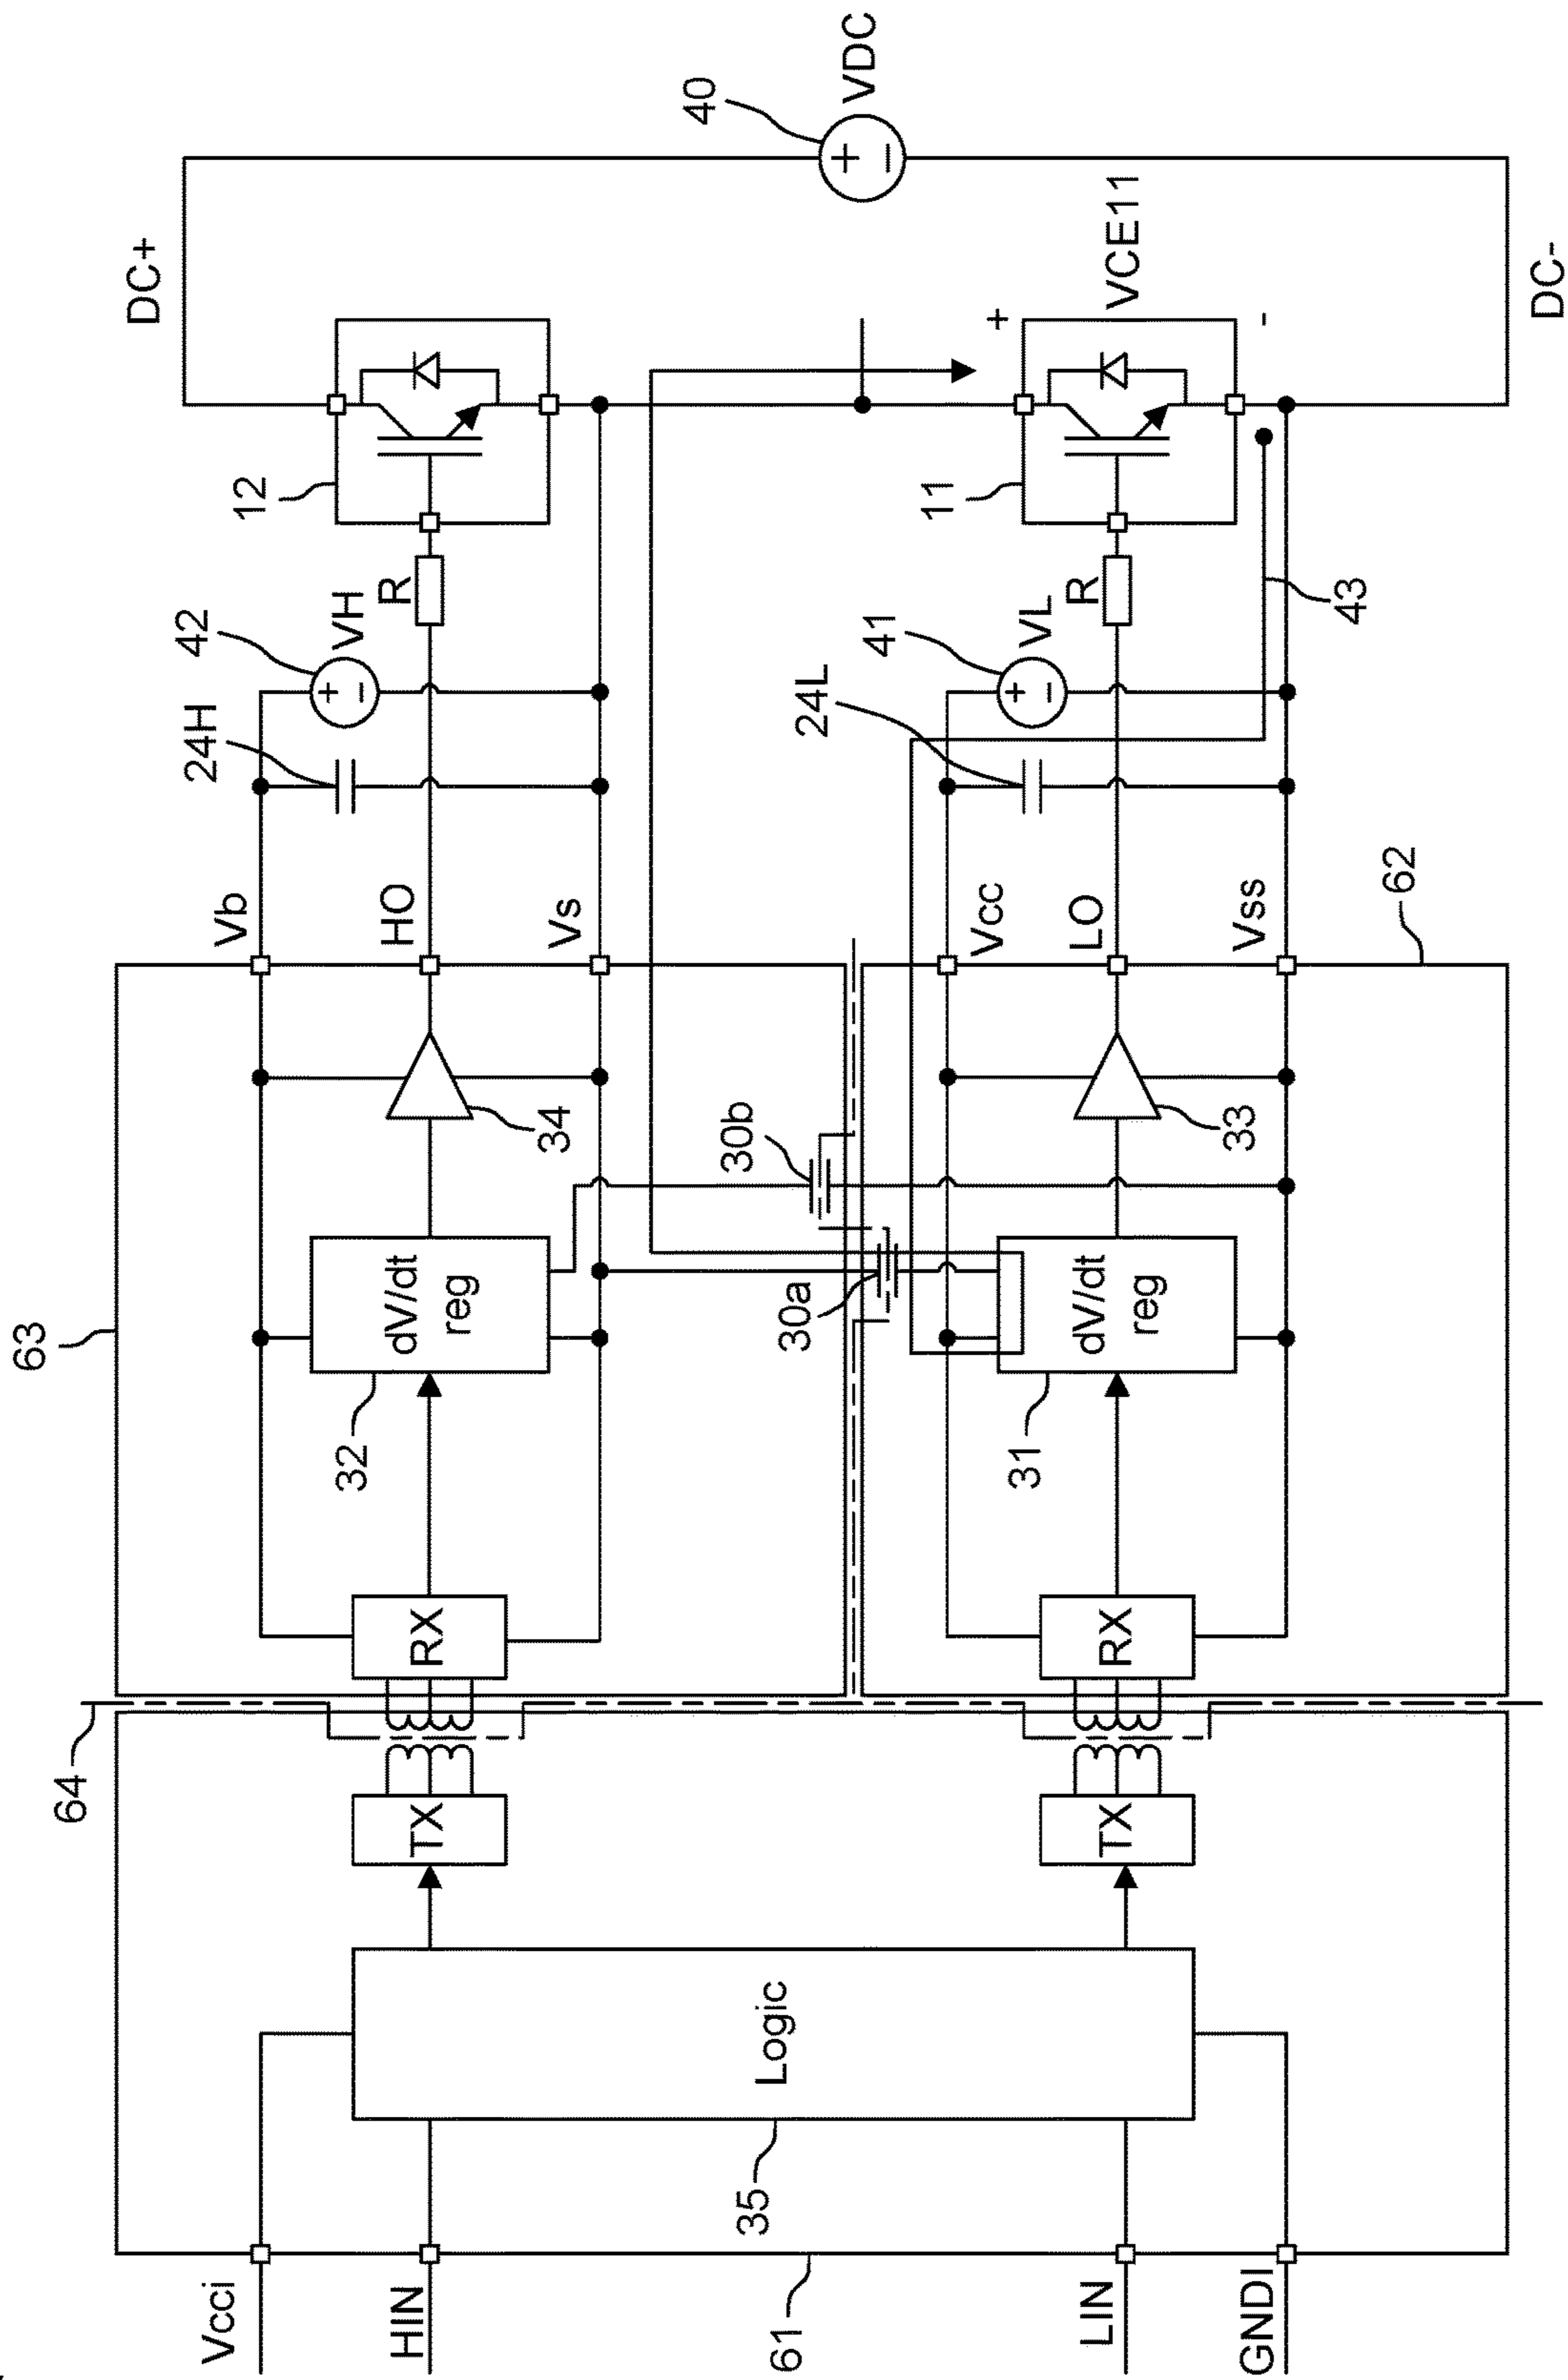 DC+
40
VDC
DC-
12
VCE11
+
-
11
42
VH
R
24H
41
VL
R
24L
43
Vb
HO
Vs
Vcc
LO
Vss
62
63
34
30b
33
dV/dt
reg
32
30a
dV/dt
reg
31
RX
RX
64
TX
TX
Logic
35
Vcci
HIN
61
LIN
GNDI